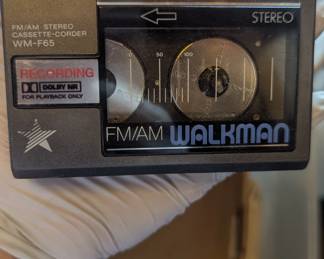 FM/AM STEREO
CASSETTE-CORDER
WM-F65
STEREO
RECORDING
DOLBY NR
FOR PLAYBACK ONLY
0 50 100
FM/AM WALKMAN